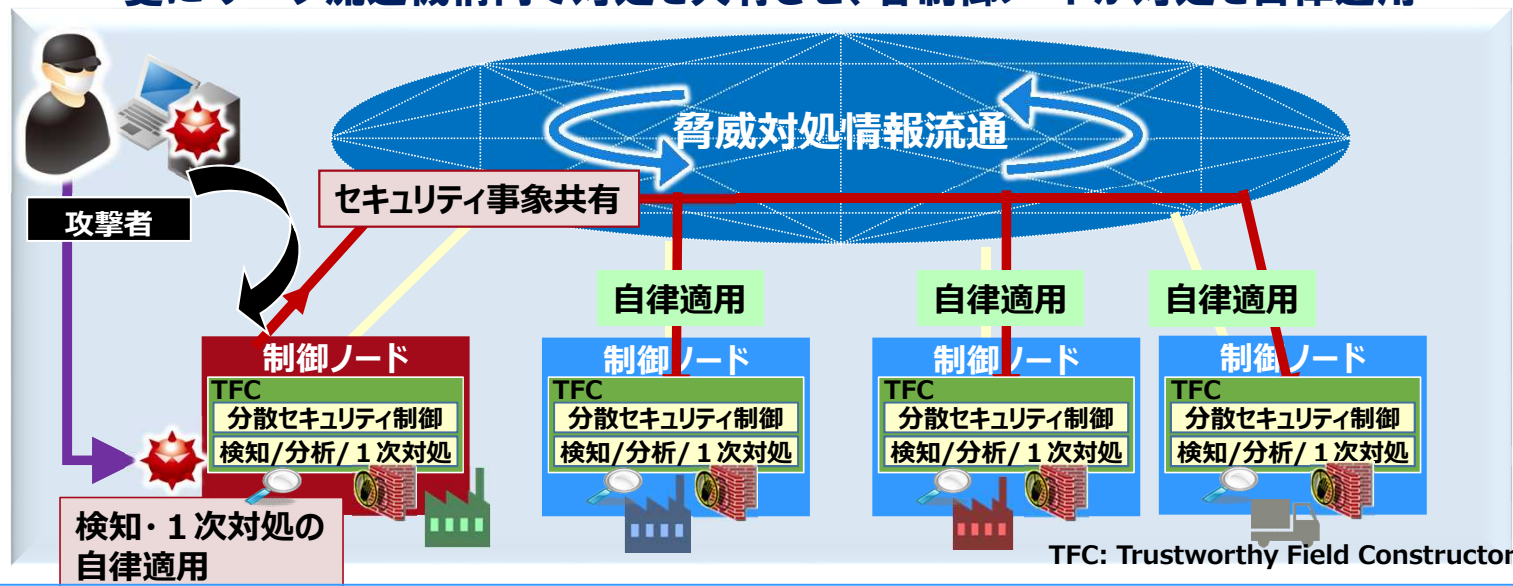 脅威対処情報流通
セキュリティ事象共有
攻撃者
自律適用
自律適用
自律適用
制御ノード
TFC
分散セキュリティ制御
検知/分析/１次対処
制御ノード
TFC
分散セキュリティ制御
検知/分析/１次対処
制御ノード
TFC
分散セキュリティ制御
検知/分析/１次対処
制御ノード
TFC
分散セキュリティ制御
検知/分析/１次対処
検知・１次対処の
自律適用
TFC: Trustworthy Field Constructor